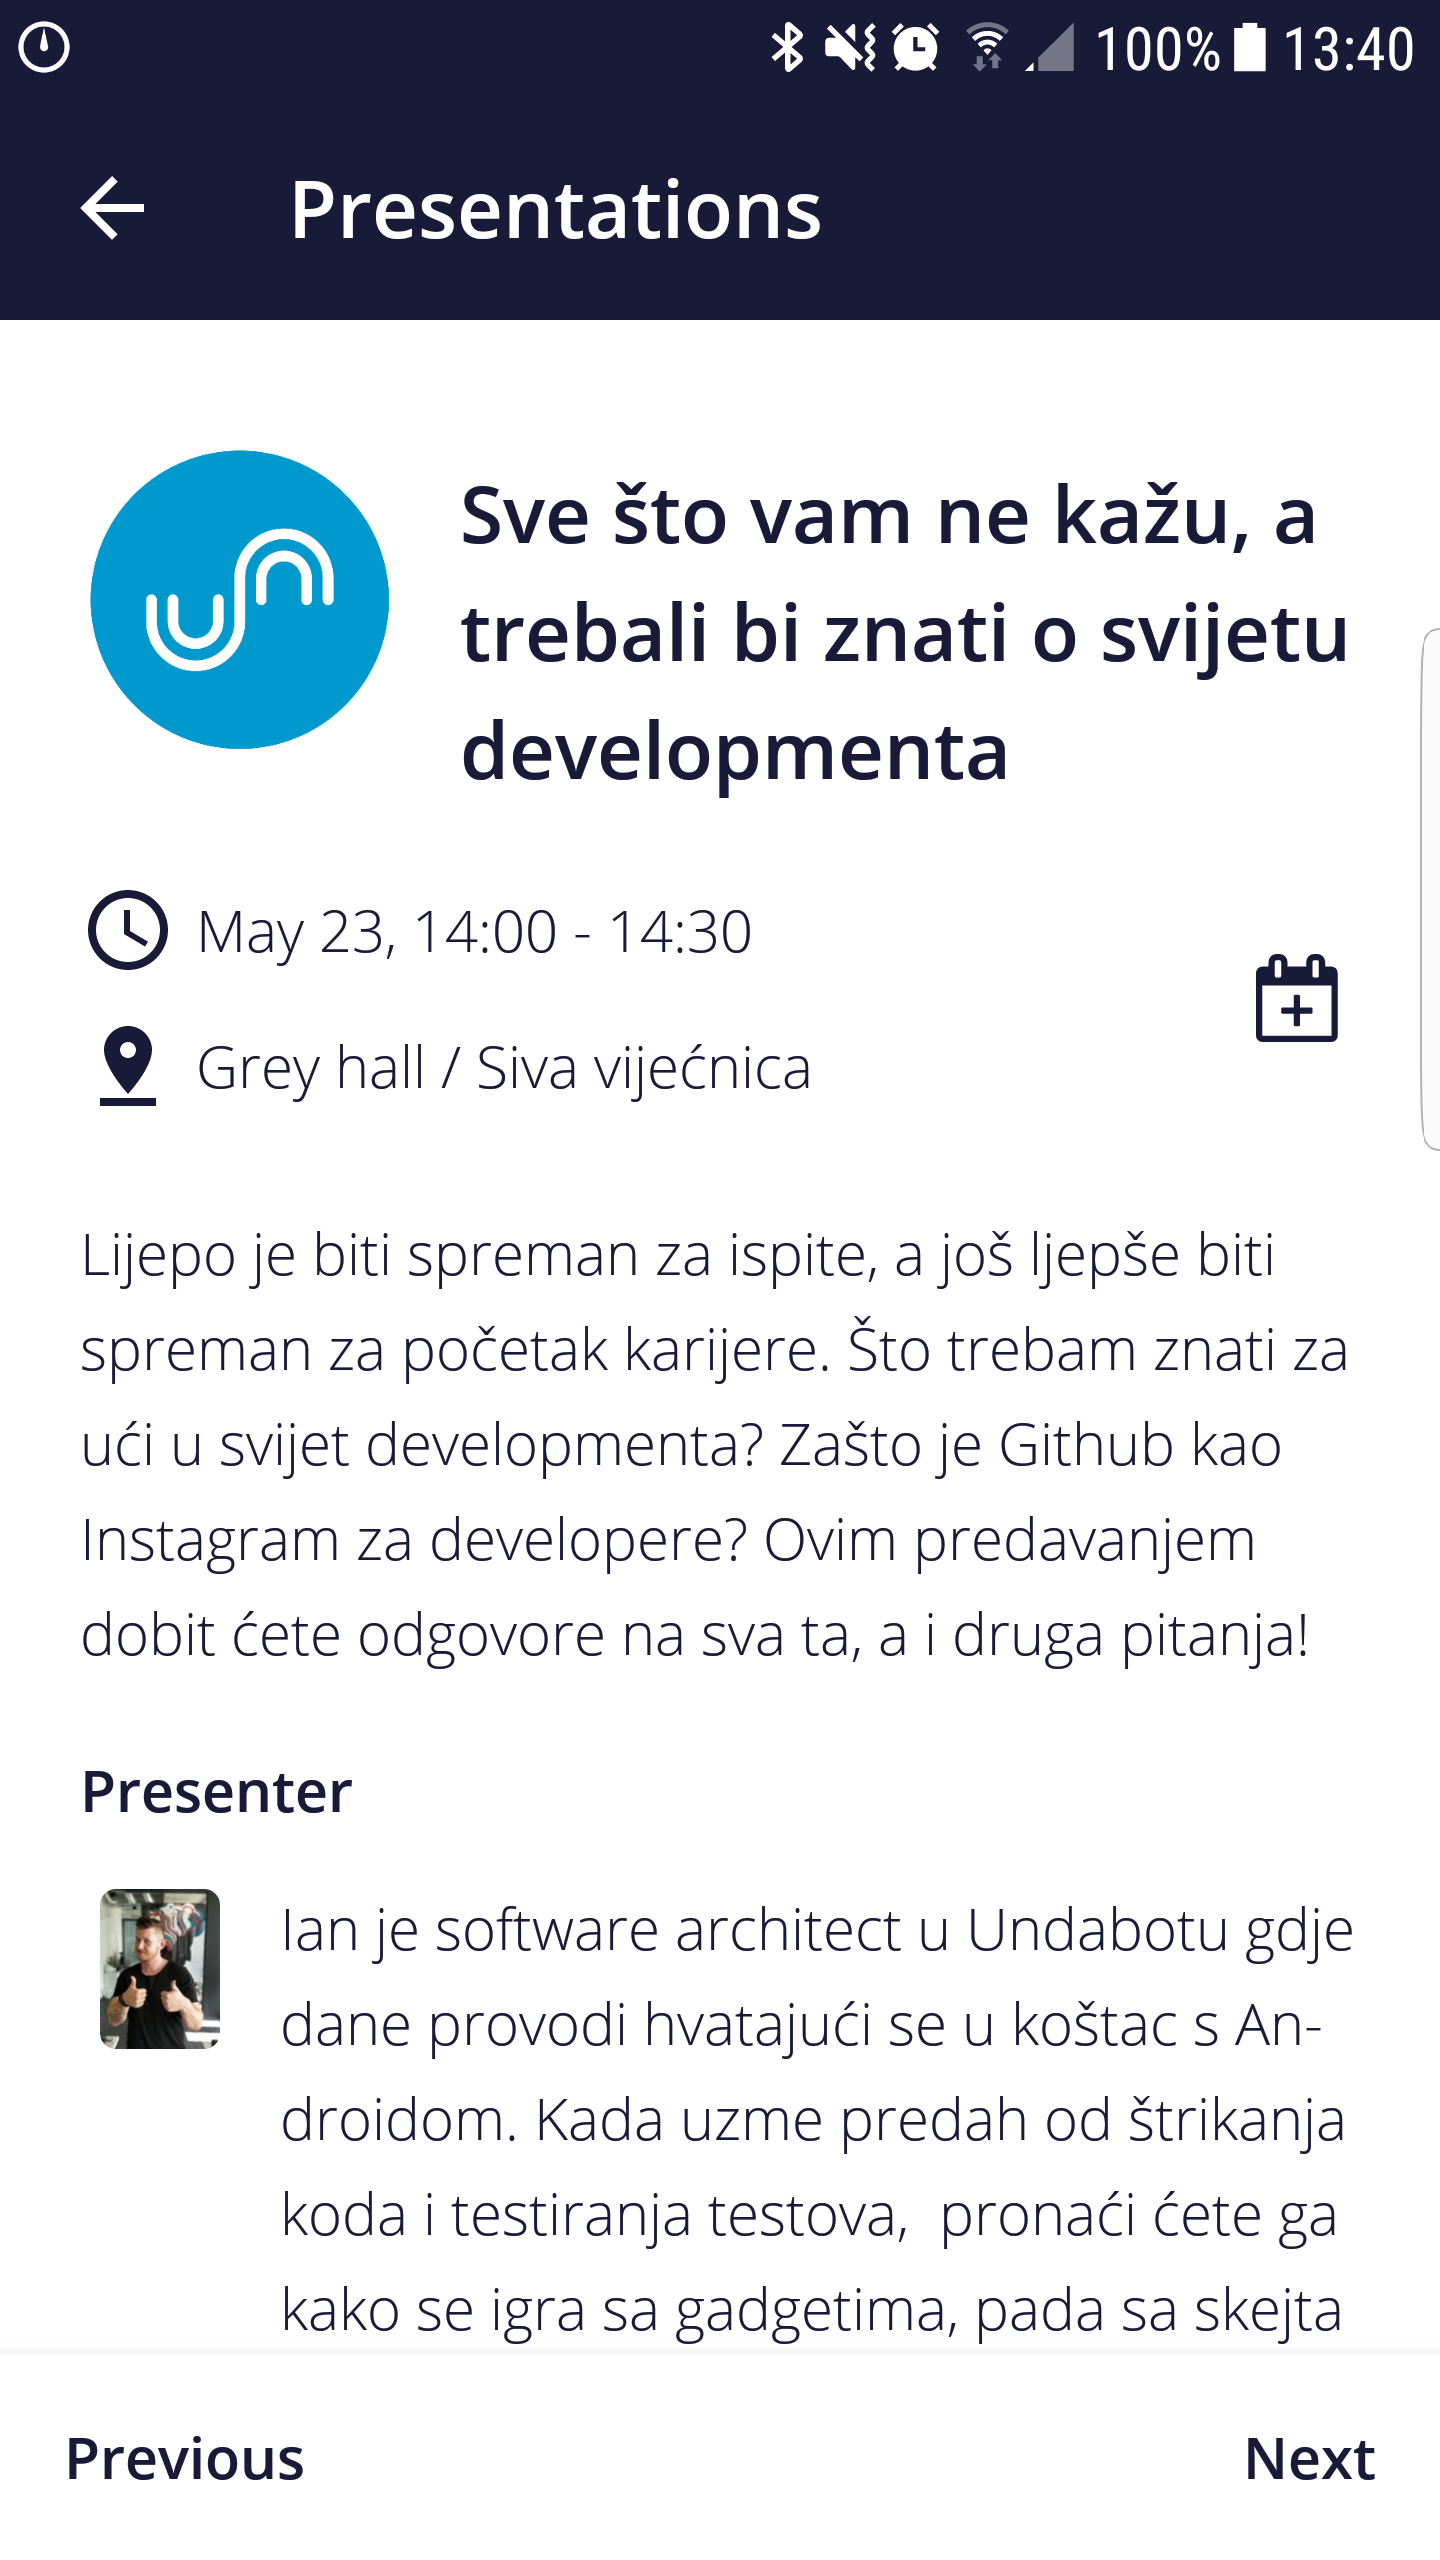 100% 13:40
Presentations
Sve što vam ne kažu, a
trebali bi znati o svijetu
developmenta
May 23, 14:00 - 14:30
Grey hall / Siva vijećnica
Lijepo je biti spreman za ispite, a još ljepše biti
spreman za početak karijere. Što trebam znati za
ući u svijet developmenta? Zašto je Github kao
Instagram za developere? Ovim predavanjem
dobit ćete odgovore na sva ta, a i druga pitanja!
Presenter
Ian je software architect u Undabotu gdje
dane provodi hvatajući se u koštac s An-
droidom. Kada uzme predah od štrikanja
koda i testiranja testova,  pronaći ćete ga
kako se igra sa gadgetima, pada sa skejta
Previous Next